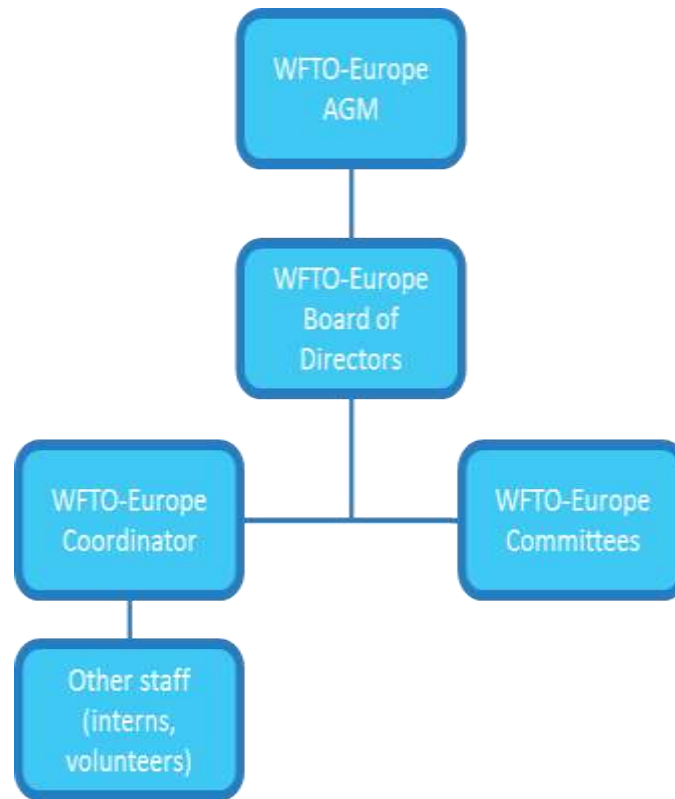 WFTO-Europe
AGM
WFTO-Europe
Board of
Directors
WFTO-Europe
Coordinator
WFTO-Europe
Committees
Other staff
(interns,
volunteers)